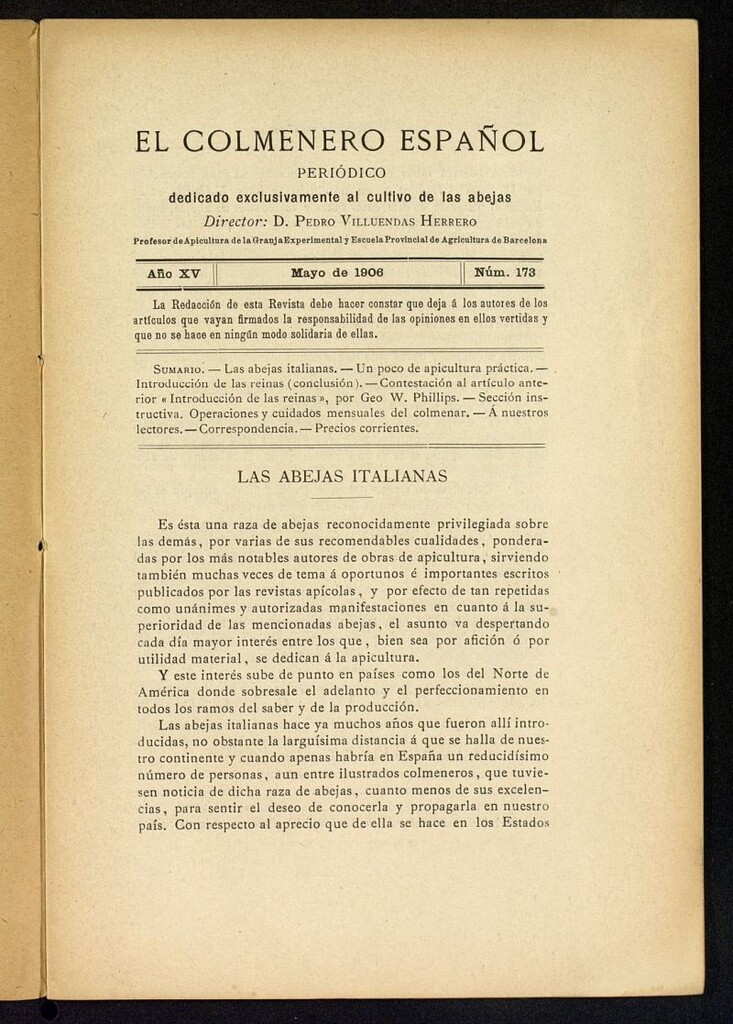 EL COLMENERO ESPAÑOL
PERIÓDICO
dedicado exclusivamente al cultivo de las abejas
Director: D. PEDRO VILLUENDAS HERRERO
Profesor de Apicultura de la Granja Experimental y Escuela Provincial de Agricultura de Barcelona
Año XV Mayo de 1906 Núm. 173
La Redacción de esta Revista debe hacer constar que deja á los autores de los
artículos que vayan firmados la responsabilidad de las opiniones en ellos vertidas y
que no se hace en ningún modo solidaria de ellas.
SUMARIO. — Las abejas italianas. — Un poco de apicultura práctica. —
Introducción de las reinas (conclusión). — Contestación al artículo ante-
rior « Introducción de las reinas », por Geo W. Phillips. — Sección ins-
tructiva. Operaciones y cuidados mensuales del colmenar. — Á nuestros
lectores. — Correspondencia. — Precios corrientes.
LAS ABEJAS ITALIANAS
Es ésta una raza de abejas reconocidamente privilegiada sobre
las demás, por varias de sus recomendables cualidades, pondera-
das por los más notables autores de obras de apicultura, sirviendo
también muchas veces de tema á oportunos é importantes escritos
publicados por las revistas apícolas, y por efecto de tan repetidas
como unánimes y autorizadas manifestaciones en cuanto á la su-
perioridad de las mencionadas abejas, el asunto va despertando
cada día mayor interés entre los que, bien sea por afición ó por
utilidad material, se dedican á la apicultura.
Y este interés sube de punto en países como los del Norte de
América donde sobresale el adelanto y el perfeccionamiento en
todos los ramos del saber y de la producción.
Las abejas italianas hace ya muchos años que fueron allí intro-
ducidas, no obstante la larguísima distancia á que se halla de nues-
tro continente y cuando apenas habría en España un reducidísimo
número de personas, aun entre ilustrados colmeneros, que tuvie-
sen noticia de dicha raza de abejas, cuanto menos de sus excelen-
cias, para sentir el deseo de conocerla y propagarla en nuestro
país. Con respecto al aprecio que de ella se hace en los Estados